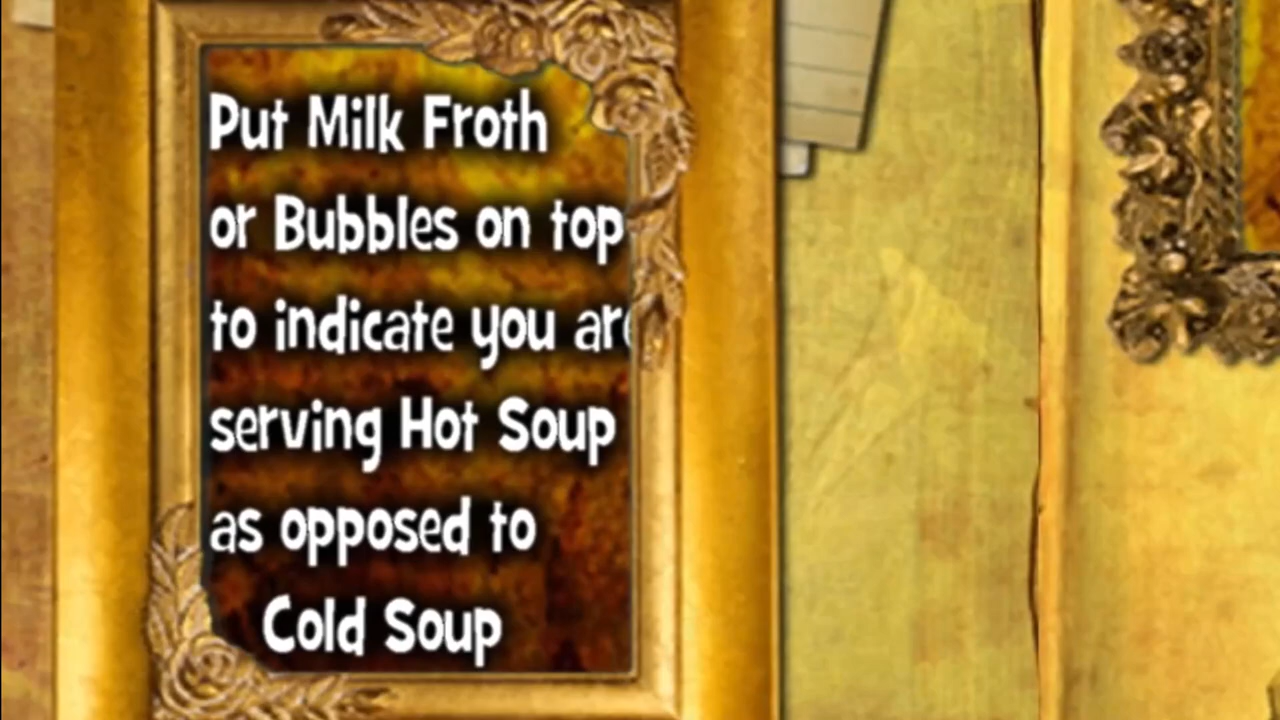 Put Milk Froth
or Bubbles on top
to indicate you are
serving Hot Soup
as opposed to
Cold Soup